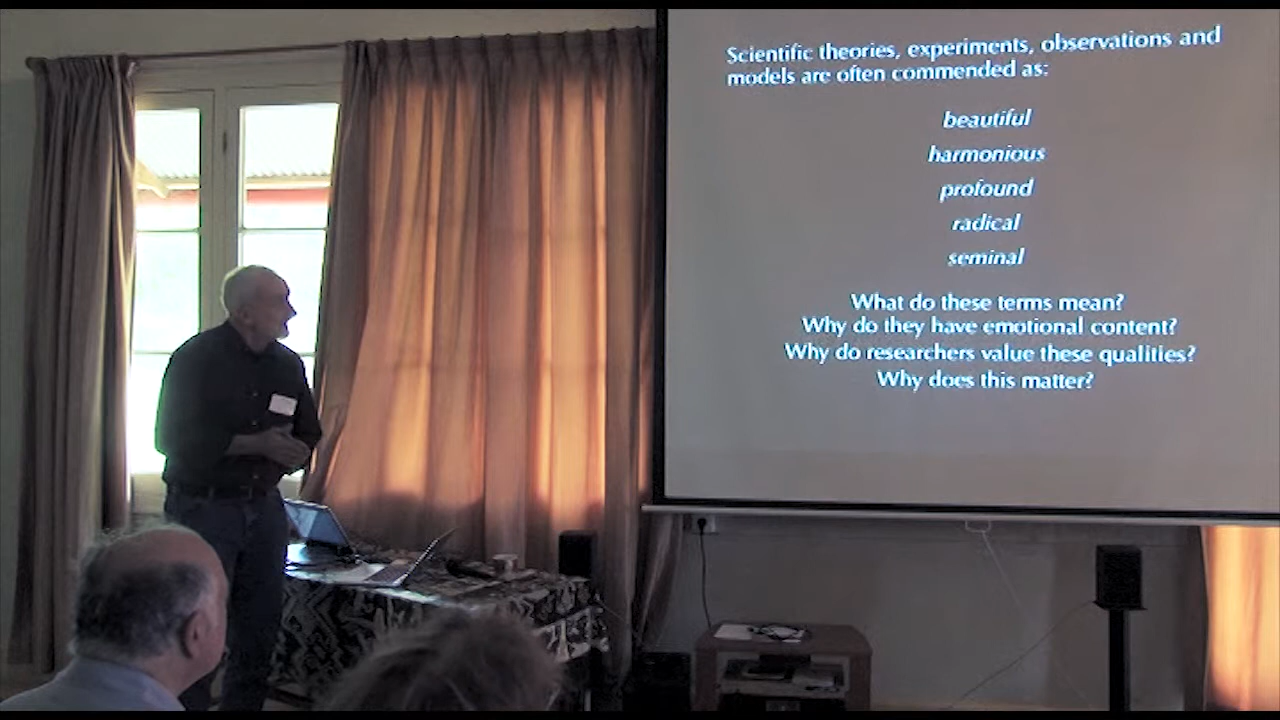 Scientific theories, experiments, observations and
models are often commended as:
beautiful
harmonious
profound
radical
seminal
What do these terms mean?
Why do they have emotional content?
Why do researchers value these qualities?
Why does this matter?